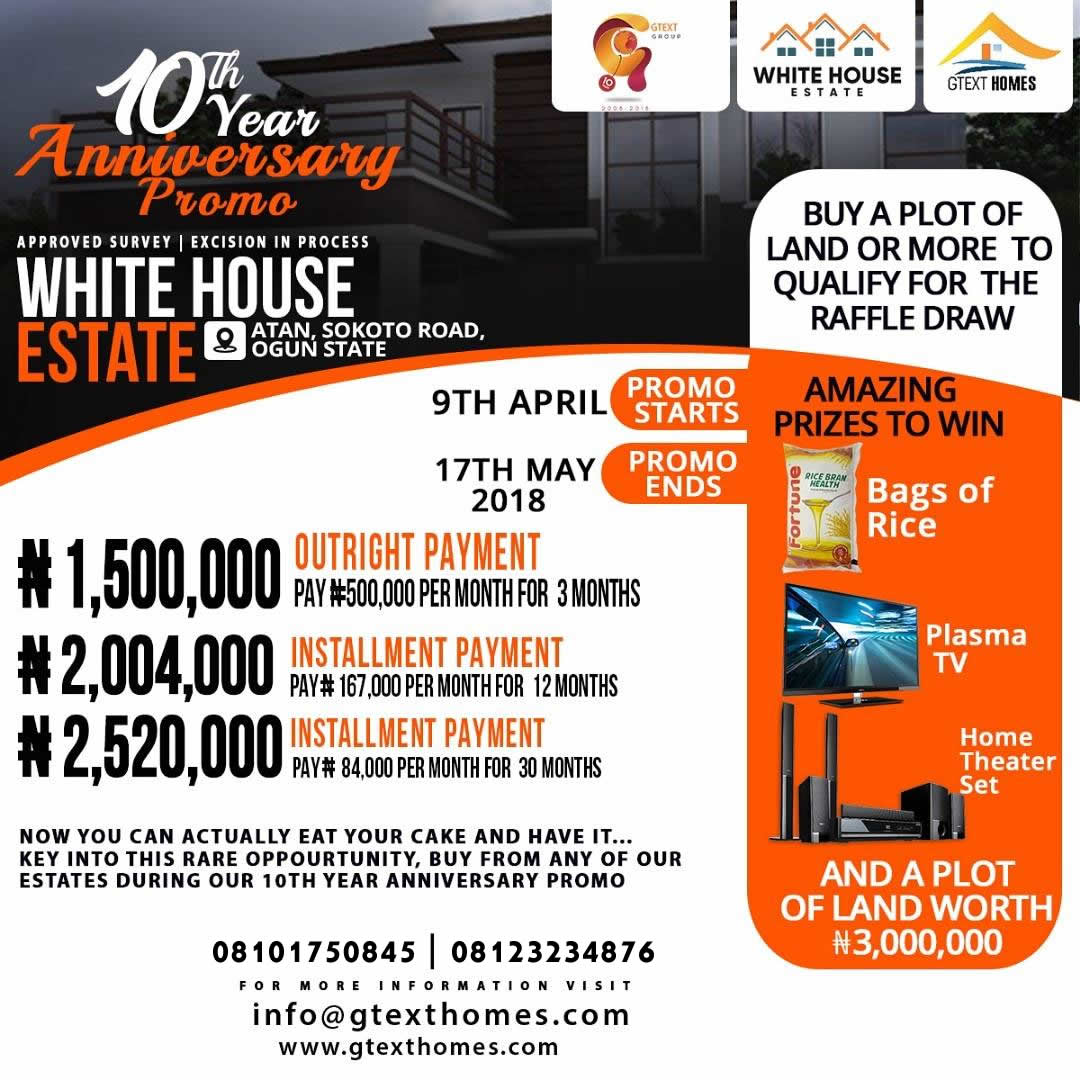 10Th Year
Anniversary
Promo
GTEXT
GROUP
10
2008-2018
WHITE HOUSE
ESTATE
GTEXT HOMES
APPROVED SURVEY | EXCISION IN PROCESS
WHITE HOUSE
ESTATE
ATAN, SOKOTO ROAD,
OGUN STATE
BUY A PLOT OF
LAND OR MORE TO
QUALIFY FOR THE
RAFFLE DRAW
9TH APRIL
PROMO
STARTS
17TH MAY
2018
PROMO
ENDS
AMAZING
PRIZES TO WIN
Fortune
RICE BRAN
HEALTH
Bags of
Rice
Plasma
TV
Home
Theater
Set
AND A PLOT
OF LAND WORTH
₦3,000,000
₦ 1,500,000
OUTRIGHT PAYMENT
PAY ₦500,000 PER MONTH FOR 3 MONTHS
₦ 2,004,000
INSTALLMENT PAYMENT
PAY₦ 167,000 PER MONTH FOR 12 MONTHS
₦ 2,520,000
INSTALLMENT PAYMENT
PAY₦ 84,000 PER MONTH FOR 30 MONTHS
NOW YOU CAN ACTUALLY EAT YOUR CAKE AND HAVE IT...
KEY INTO THIS RARE OPPOURTUNITY, BUY FROM ANY OF OUR
ESTATES DURING OUR 10TH YEAR ANNIVERSARY PROMO
08101750845 | 08123234876
FOR MORE INFORMATION VISIT
info@gtexthomes.com
www.gtexthomes.com